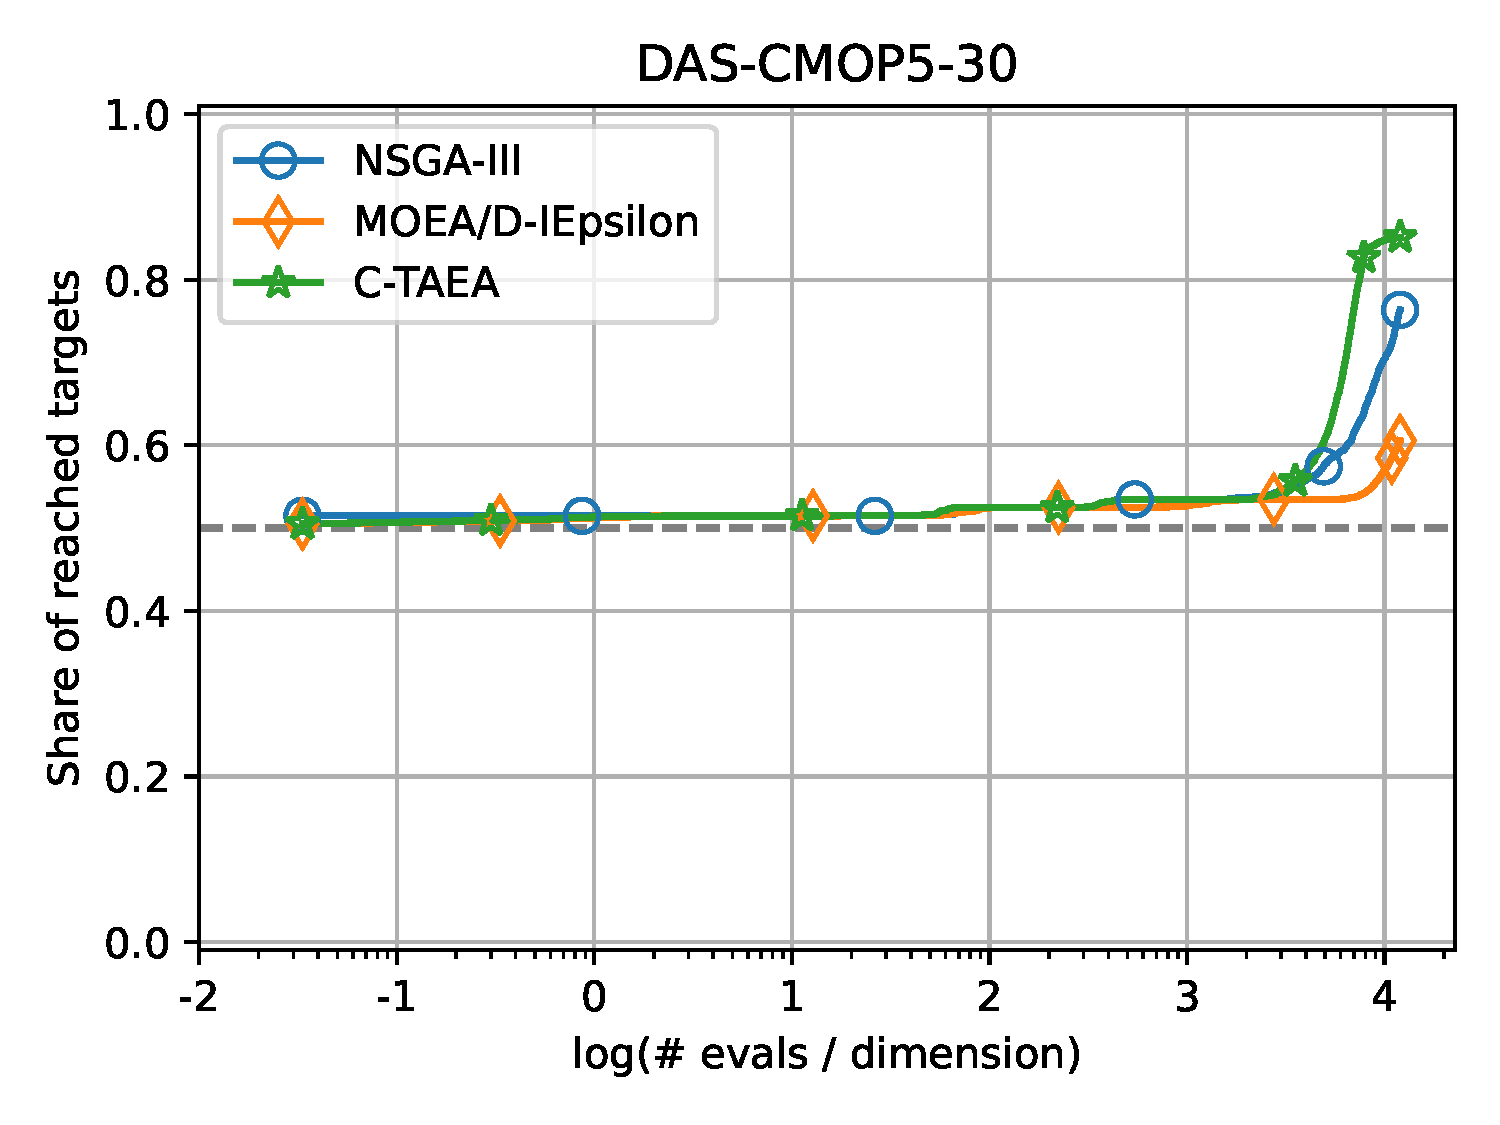 DAS-CMOP5-30
Share of reached targets
1.0
0.8
0.6
0.4
0.2
0.0
NSGA-III
MOEA/D-IEpsilon
C-TAEA
-2 -1 0 1 2 3 4
log(# evals / dimension)